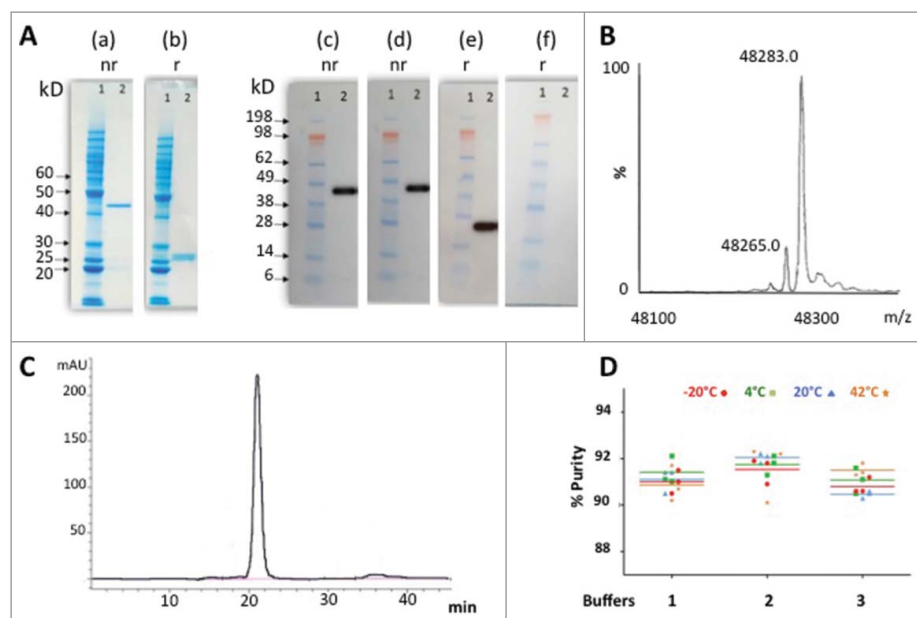 A
(a) (b) (c) (d) (e) (f)
nr r nr nr r r
kD
1 2 1 2
60
50
40
30
25
20
kD
1 2 1 2 1 2 1 2
198
98
62
49
38
28
14
6
B
100
%
0
48283.0
48265.0
48100 48300 m/z
C
mAU
200
150
100
50
10 20 30 40 min
D
-20°C 4°C 20°C 42°C
94
92
90
88
% Purity
Buffers 1 2 3